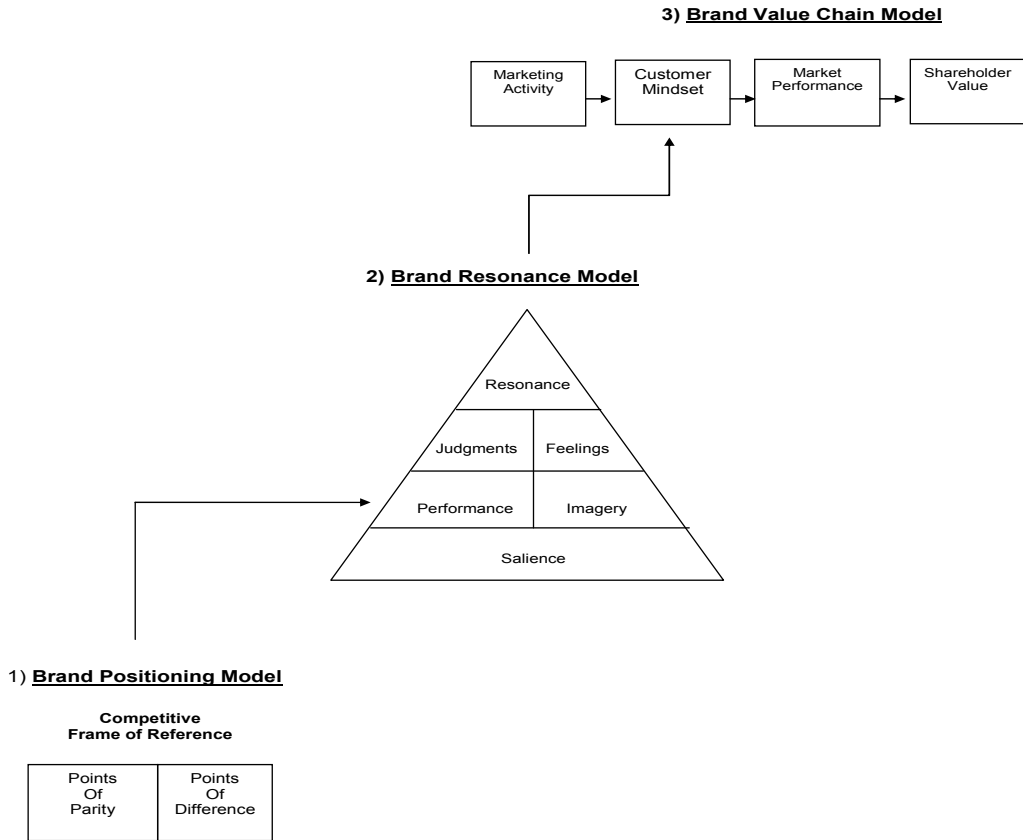 3) Brand Value Chain Model
Marketing
Activity
Customer
Mindset
Market
Performance
Shareholder
Value
2) Brand Resonance Model
Resonance
Judgments
Feelings
Performance
Imagery
Salience
1) Brand Positioning Model
Competitive
Frame of Reference
Points
Of
Parity
Points
Of
Difference